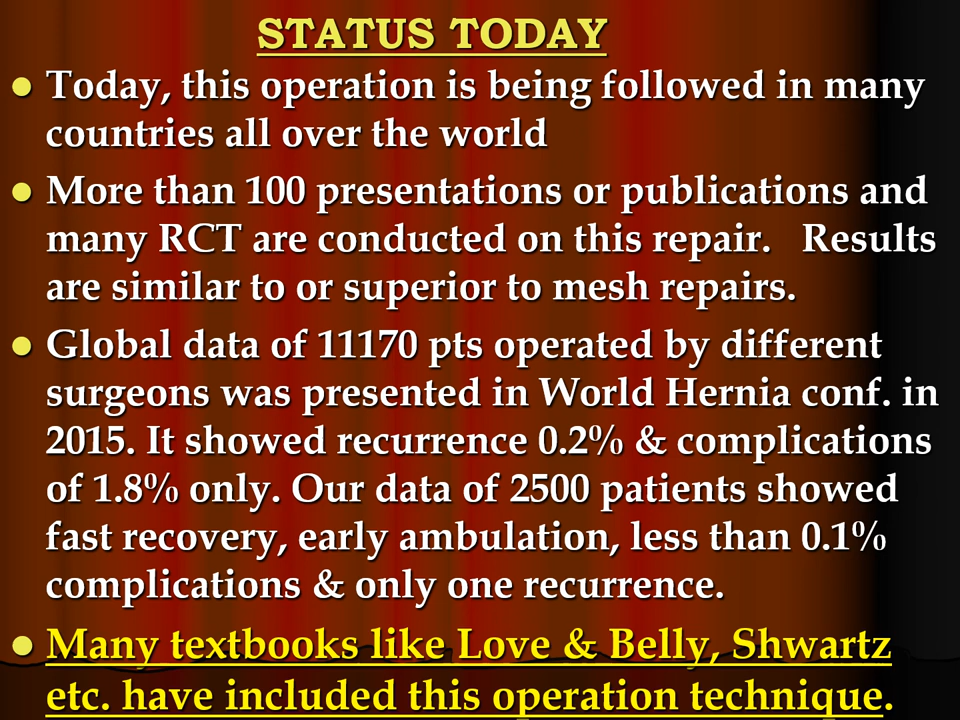 STATUS TODAY
Today, this operation is being followed in many
countries all over the world
More than 100 presentations or publications and
many RCT are conducted on this repair. Results
are similar to or superior to mesh repairs.
Global data of 11170 pts operated by different
surgeons was presented in World Hernia conf. in
2015. It showed recurrence 0.2% & complications
of 1.8% only. Our data of 2500 patients showed
fast recovery, early ambulation, less than 0.1%
complications & only one recurrence.
Many textbooks like Love & Belly, Shwartz
etc. have included this operation technique.